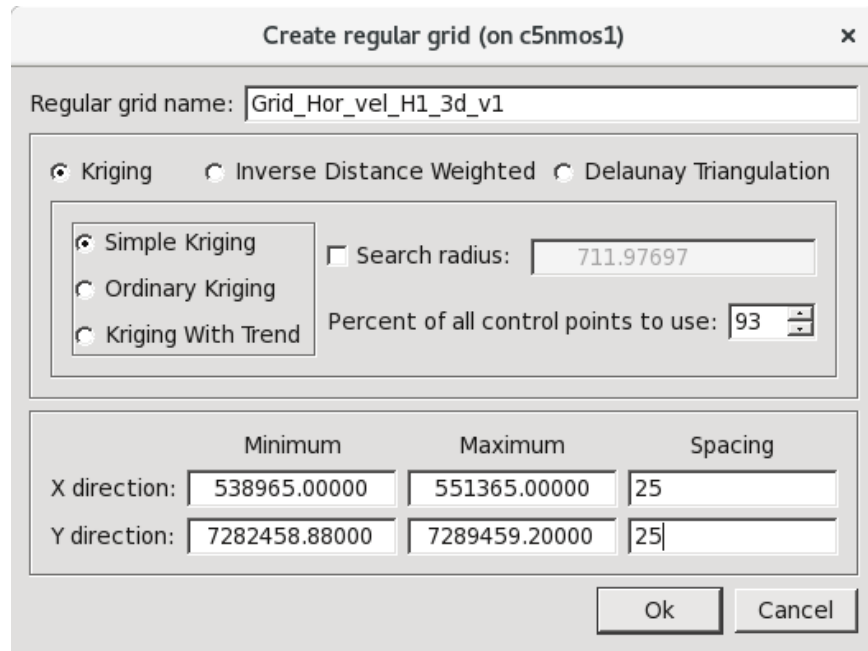 Create regular grid (on c5nmos1) ×
Regular grid name: Grid_Hor_vel_H1_3d_v1
Kriging Inverse Distance Weighted Delaunay Triangulation
Simple Kriging
Ordinary Kriging
Kriging With Trend
Search radius: 711.97697
Percent of all control points to use: 93
Minimum Maximum Spacing
X direction: 538965.00000 551365.00000 25
Y direction: 7282458.88000 7289459.20000 25
Ok Cancel